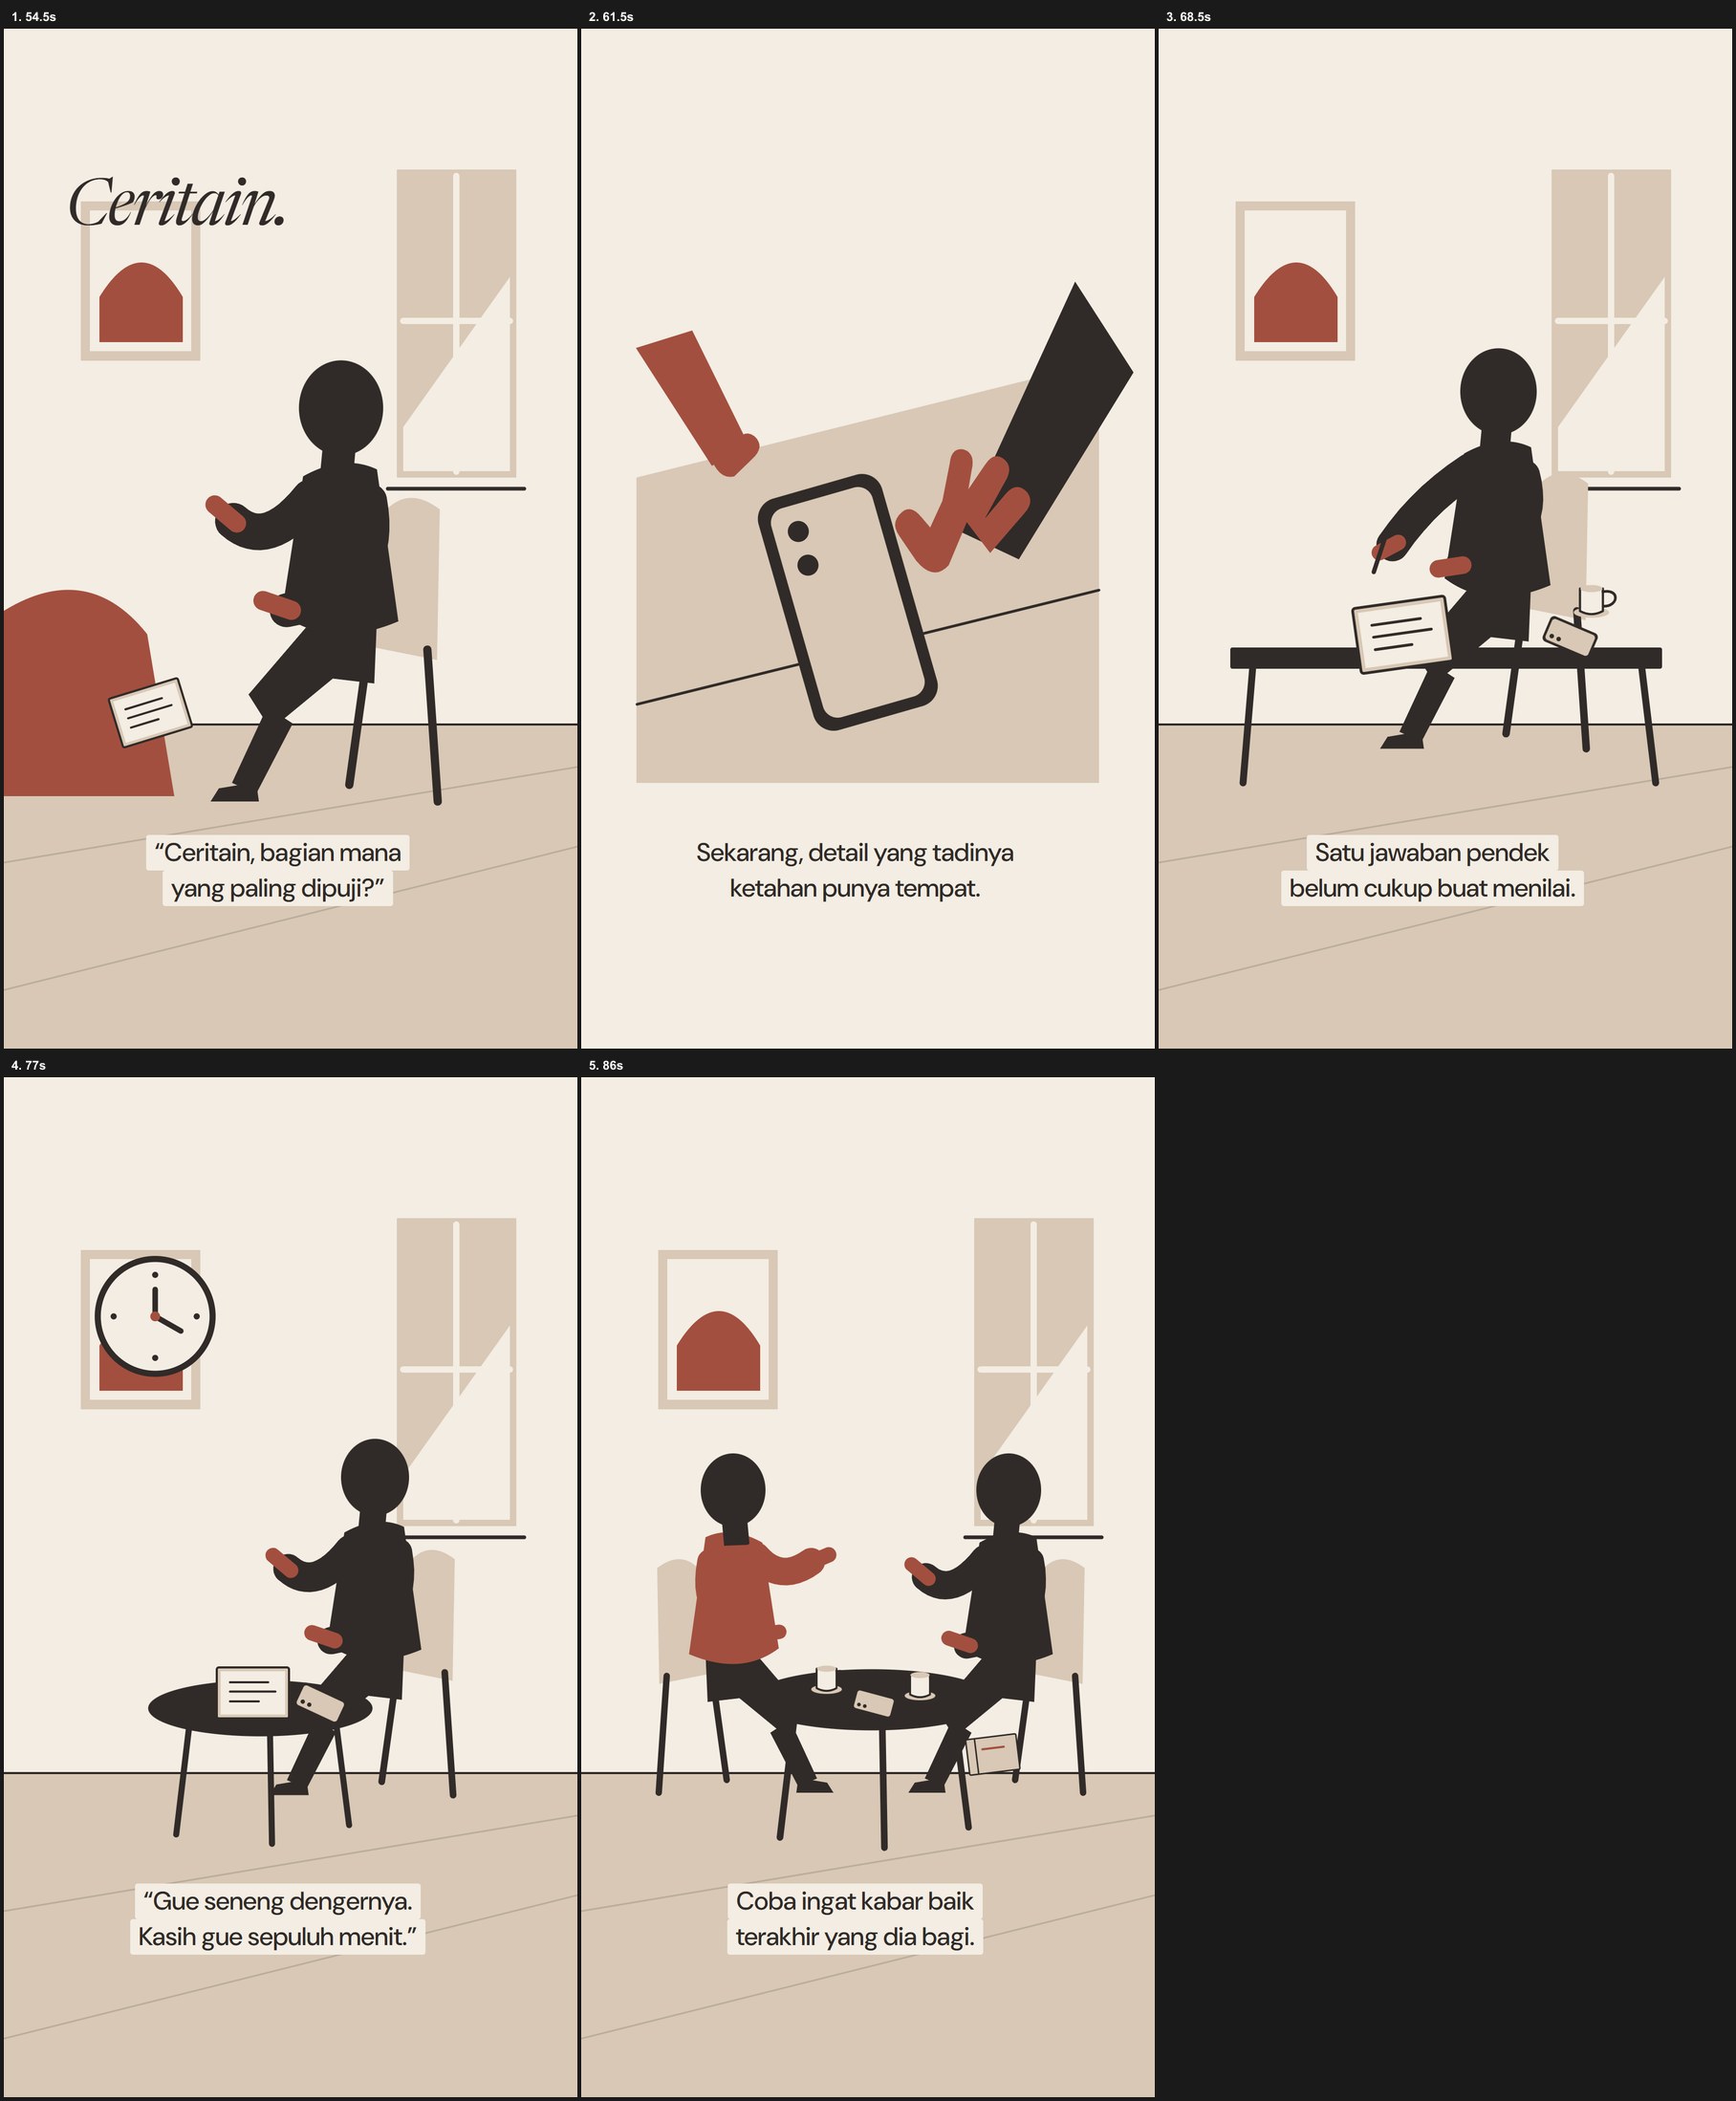 1. 54.5s
2. 61.5s
3. 68.5s
Ceritain.
“Ceritain, bagian mana
yang paling dipuji?”
Sekarang, detail yang tadinya
ketahan punya tempat.
Satu jawaban pendek
belum cukup buat menilai.
4. 77s
5. 86s
“Gue seneng dengernya.
Kasih gue sepuluh menit.”
Coba ingat kabar baik
terakhir yang dia bagi.